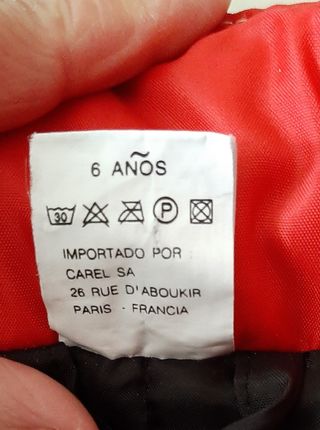 6 AÑOS
30 P
IMPORTADO POR
CAREL SA
26 RUE D'ABOUKIR
PARIS - FRANCIA